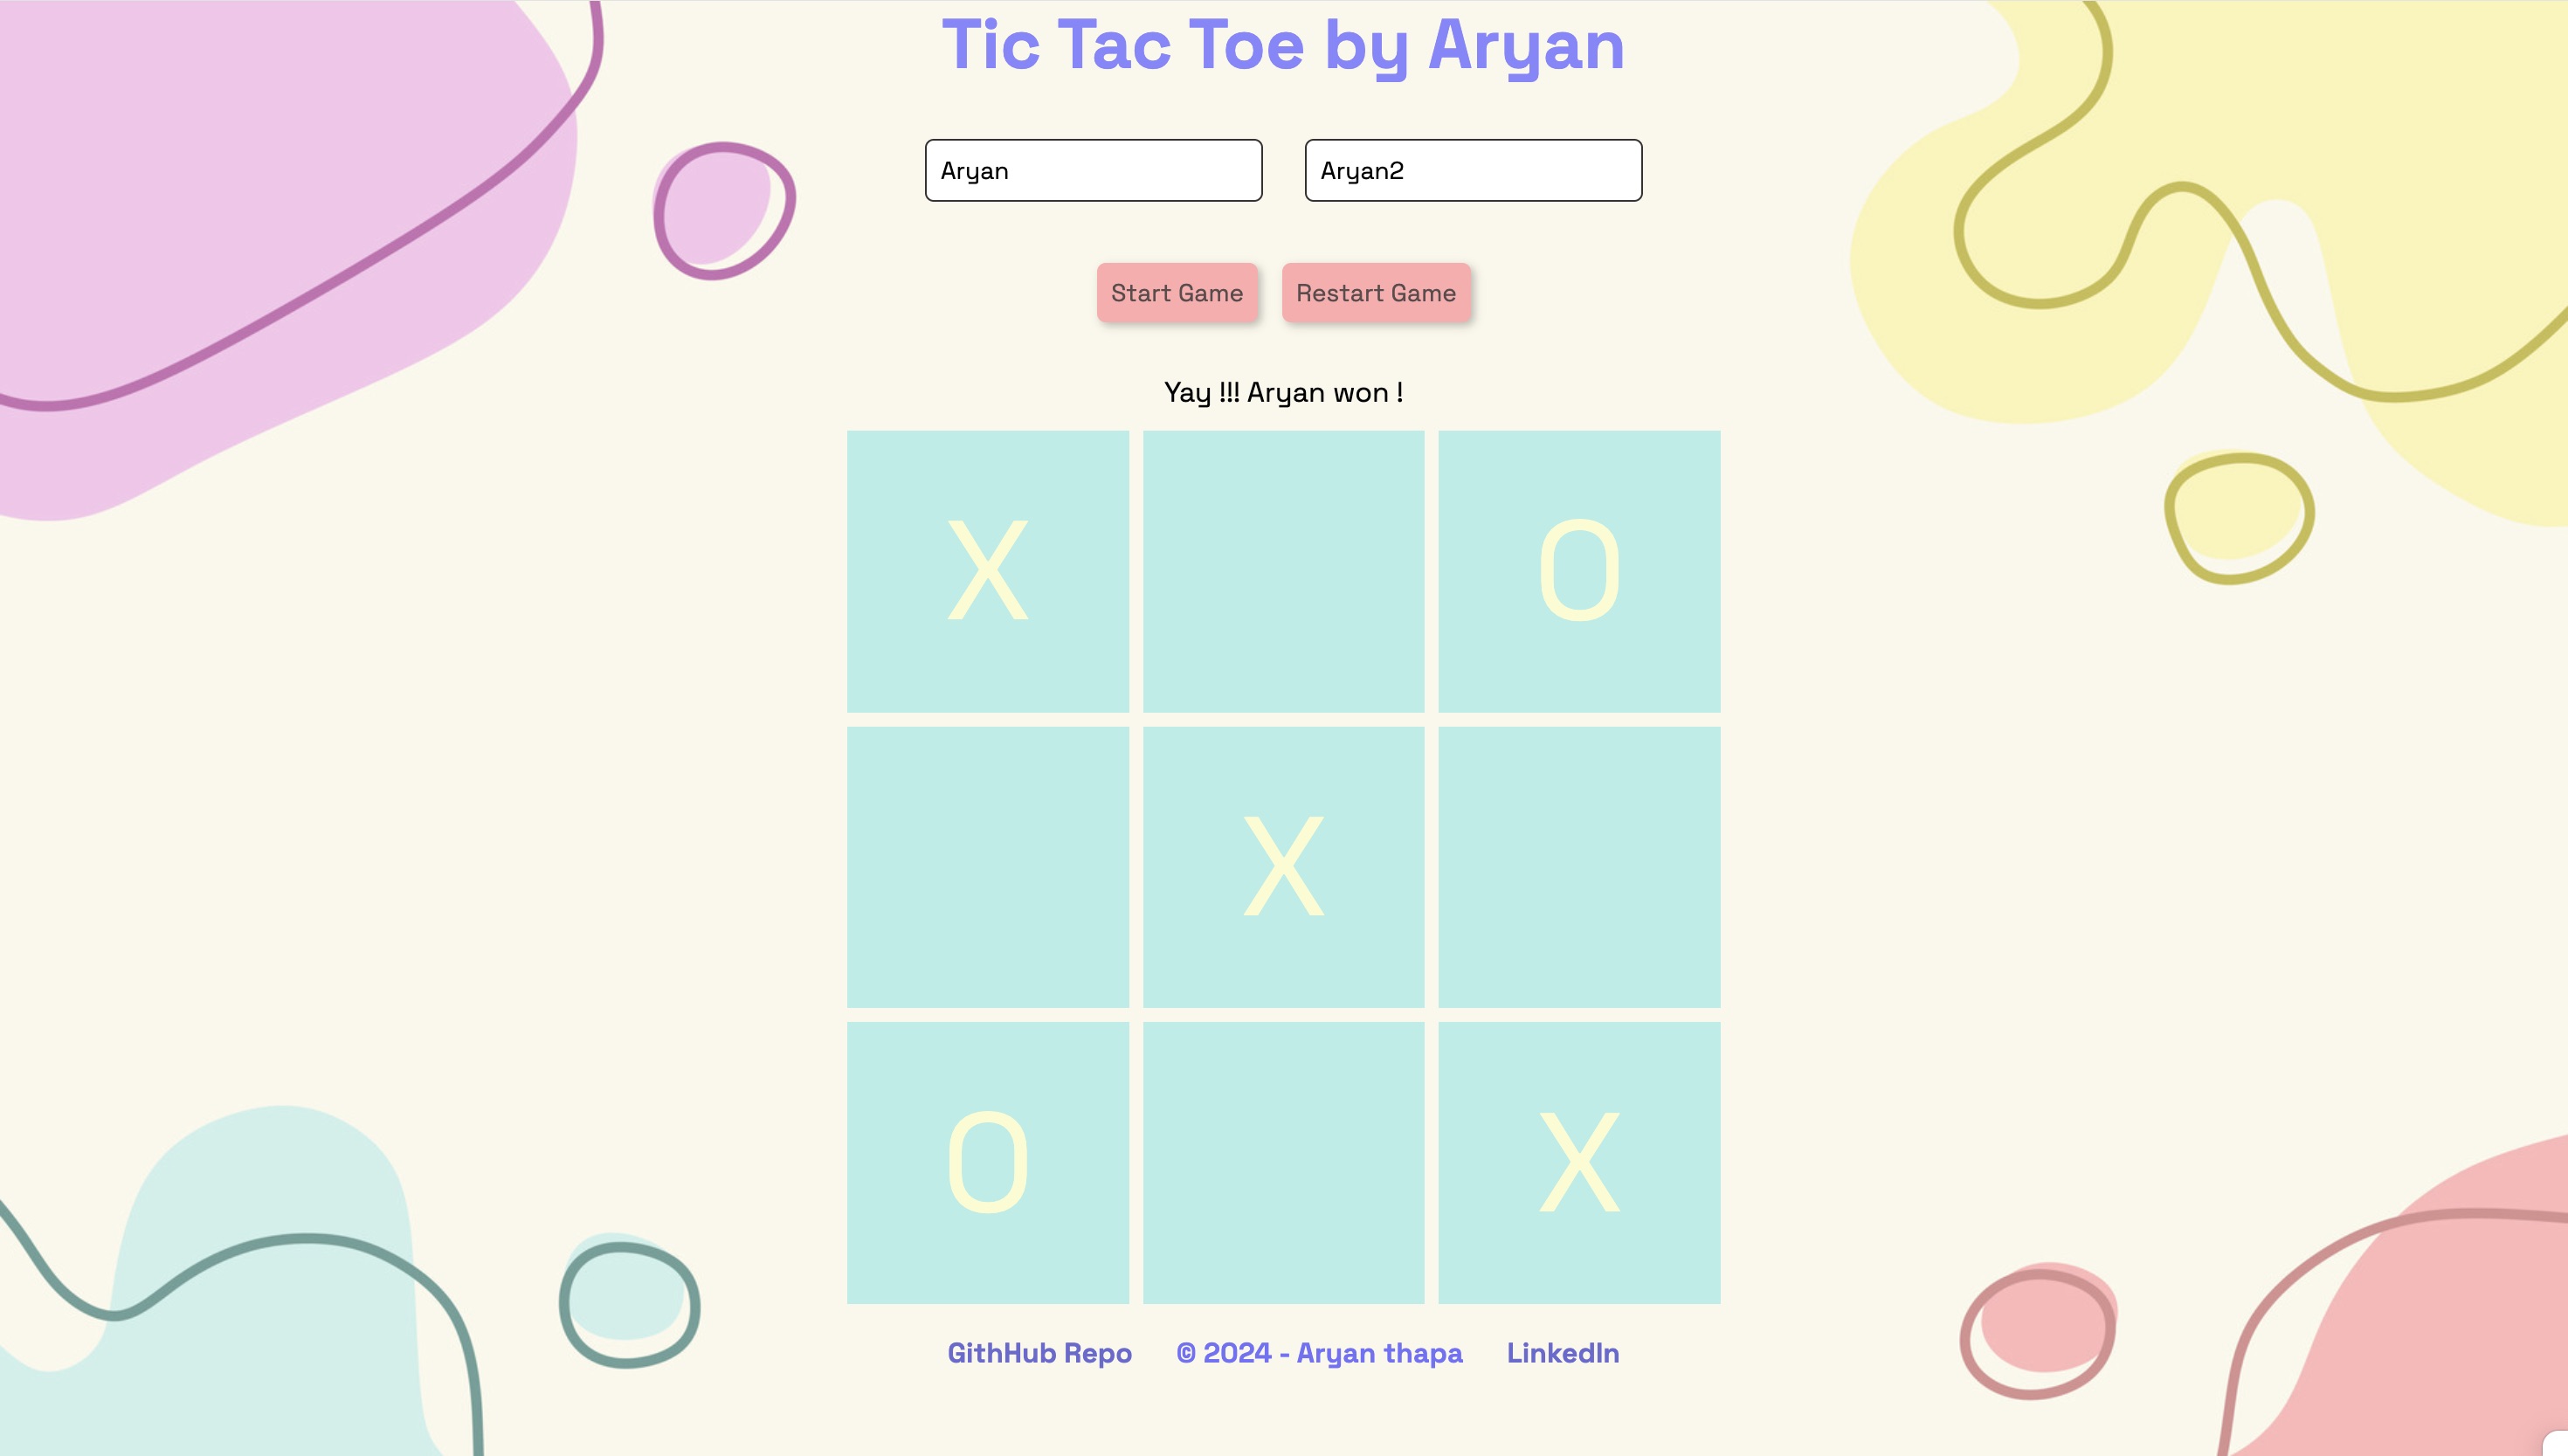 Tic Tac Toe by Aryan
Aryan
Aryan2
Start Game
Restart Game
Yay !!! Aryan won !
X
O
X
O
X
GithHub Repo
© 2024 - Aryan thapa
LinkedIn